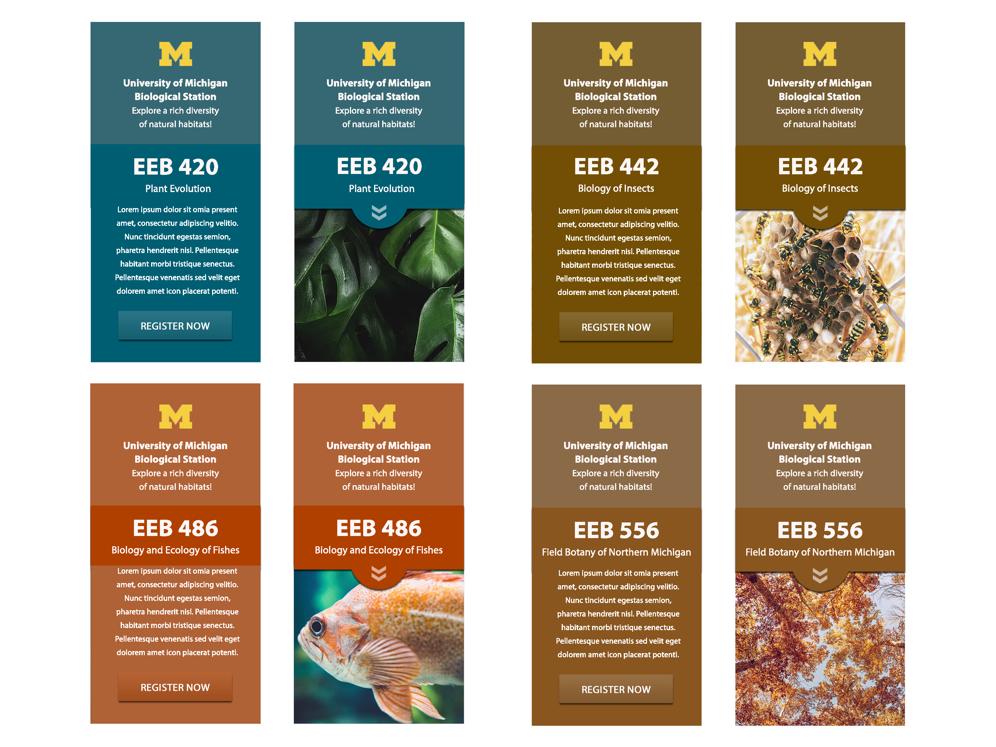 M
University of Michigan
Biological Station
Explore a rich diversity
of natural habitats!
EEB 420
Plant Evolution
Lorem ipsum dolor sit omia present
amet, consectetur adipiscing velitio.
Nunc tincidunt egestas semion,
pharetra hendrerit nisl. Pellentesque
habitant morbi tristique senectus.
Pellentesque venenatis sed velit eget
dolorem amet icon placerat potenti.
REGISTER NOW
M
University of Michigan
Biological Station
Explore a rich diversity
of natural habitats!
EEB 420
Plant Evolution
M
University of Michigan
Biological Station
Explore a rich diversity
of natural habitats!
EEB 442
Biology of Insects
Lorem ipsum dolor sit omia present
amet, consectetur adipiscing velitio.
Nunc tincidunt egestas semion,
pharetra hendrerit nisl. Pellentesque
habitant morbi tristique senectus.
Pellentesque venenatis sed velit eget
dolorem amet icon placerat potenti.
REGISTER NOW
M
University of Michigan
Biological Station
Explore a rich diversity
of natural habitats!
EEB 442
Biology of Insects
M
University of Michigan
Biological Station
Explore a rich diversity
of natural habitats!
EEB 486
Biology and Ecology of Fishes
Lorem ipsum dolor sit omia present
amet, consectetur adipiscing velitio.
Nunc tincidunt egestas semion,
pharetra hendrerit nisl. Pellentesque
habitant morbi tristique senectus.
Pellentesque venenatis sed velit eget
dolorem amet icon placerat potenti.
REGISTER NOW
M
University of Michigan
Biological Station
Explore a rich diversity
of natural habitats!
EEB 486
Biology and Ecology of Fishes
M
University of Michigan
Biological Station
Explore a rich diversity
of natural habitats!
EEB 556
Field Botany of Northern Michigan
Lorem ipsum dolor sit omia present
amet, consectetur adipiscing velitio.
Nunc tincidunt egestas semion,
pharetra hendrerit nisl. Pellentesque
habitant morbi tristique senectus.
Pellentesque venenatis sed velit eget
dolorem amet icon placerat potenti.
REGISTER NOW
M
University of Michigan
Biological Station
Explore a rich diversity
of natural habitats!
EEB 556
Field Botany of Northern Michigan